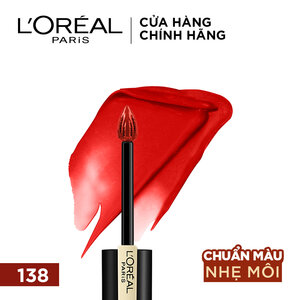 L'ORÉAL
PARIS
CỬA HÀNG
CHÍNH HÃNG
L'ORÉAL
PARIS
138
CHUẨN MÀU
NHẸ MÔI